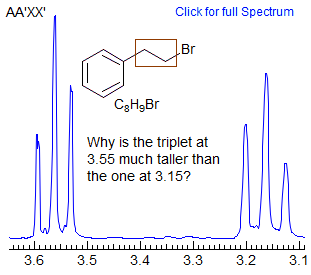 AA'XX'
Click for full Spectrum
Br
C₈H₉Br
Why is the triplet at
3.55 much taller than
the one at 3.15?
3.6 3.5 3.4 3.3 3.2 3.1